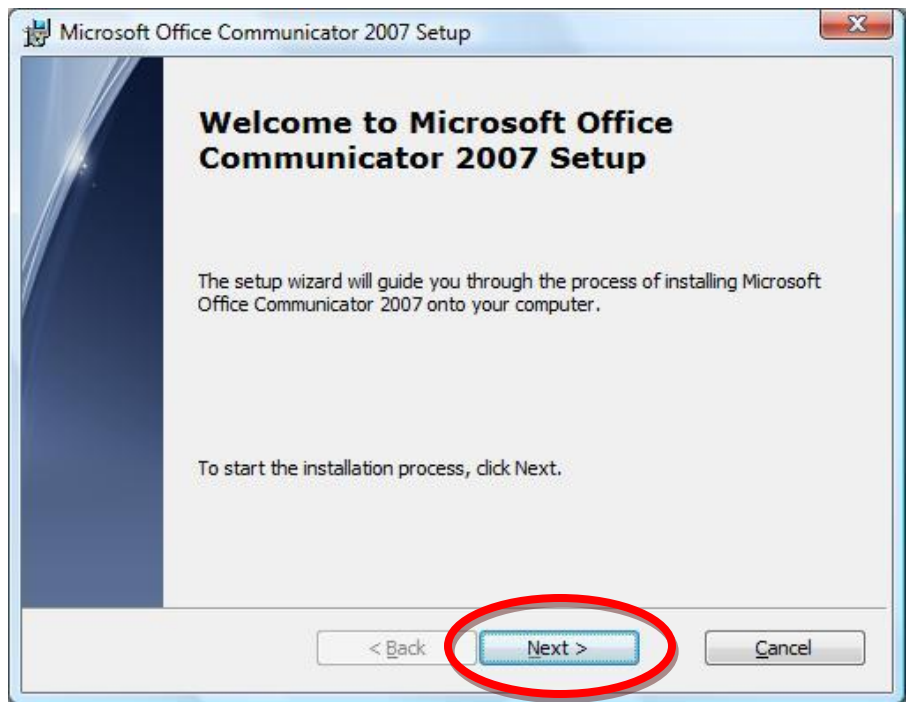 Microsoft Office Communicator 2007 Setup
X
Welcome to Microsoft Office
Communicator 2007 Setup
The setup wizard will guide you through the process of installing Microsoft
Office Communicator 2007 onto your computer.
To start the installation process, click Next.
< Back Next > Cancel